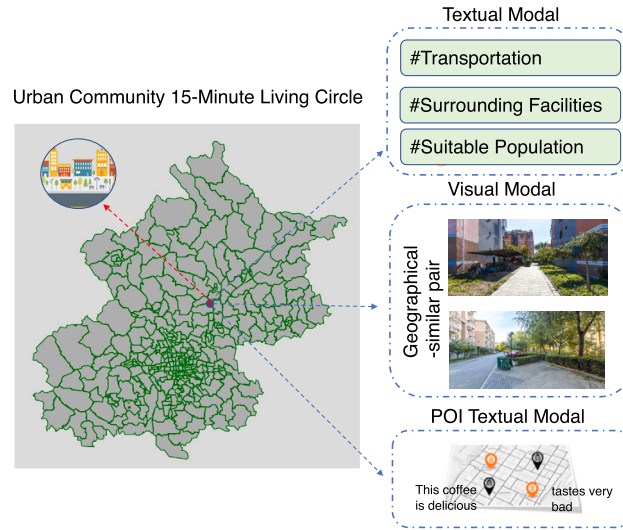 Textual Modal
#Transportation
#Surrounding Facilities
#Suitable Population
Urban Community 15-Minute Living Circle
Visual Modal
Geographical
-similar pair
POI Textual Modal
This coffee
is delicious
tastes very
bad